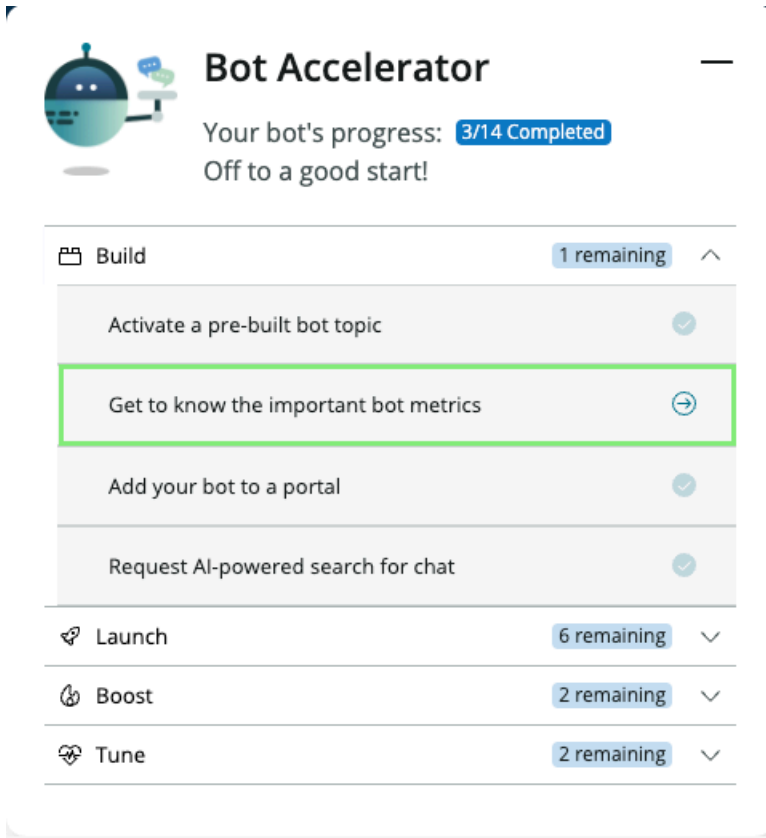 Bot Accelerator
Your bot's progress: 3/14 Completed
Off to a good start!
Build 1 remaining
Activate a pre-built bot topic
Get to know the important bot metrics
Add your bot to a portal
Request AI-powered search for chat
Launch 6 remaining
Boost 2 remaining
Tune 2 remaining